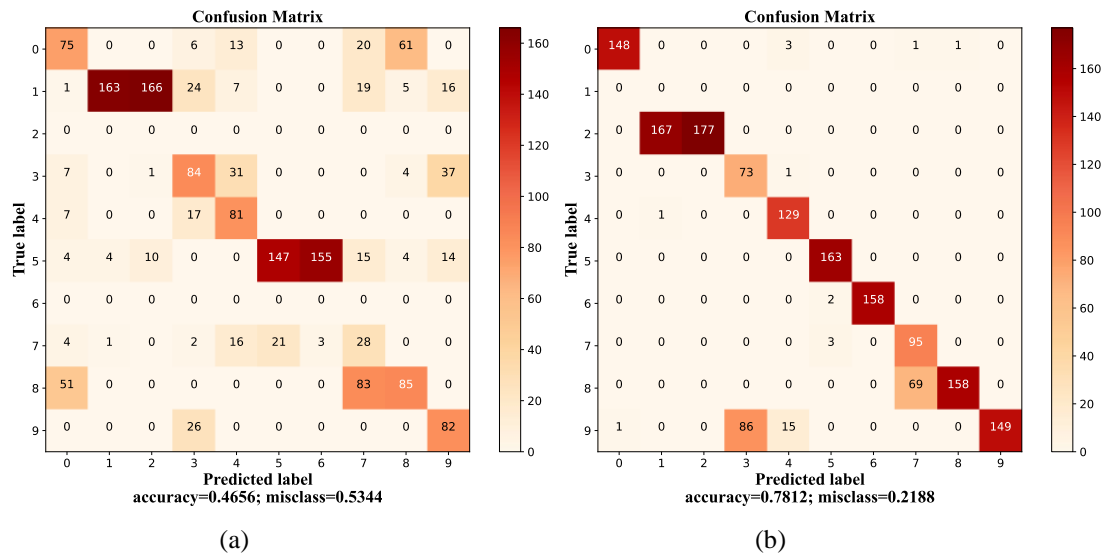 Confusion Matrix
0 75 0 0 6 13 0 0 20 61 0
1 1 163 166 24 7 0 0 19 5 16
2 0 0 0 0 0 0 0 0 0 0
3 7 0 1 84 31 0 0 0 4 37
4 7 0 0 17 81 0 0 0 0 0
5 4 4 10 0 0 147 155 15 4 14
6 0 0 0 0 0 0 0 0 0 0
7 4 1 0 2 16 21 3 28 0 0
8 51 0 0 0 0 0 0 83 85 0
9 0 0 0 26 0 0 0 0 0 82
0 1 2 3 4 5 6 7 8 9
True label
Predicted label
accuracy=0.4656; misclass=0.5344
160
140
120
100
80
60
40
20
0
(a)
Confusion Matrix
0 148 0 0 0 3 0 0 1 1 0
1 0 0 0 0 0 0 0 0 0 0
2 0 167 177 0 0 0 0 0 0 0
3 0 0 0 73 1 0 0 0 0 0
4 0 1 0 0 129 0 0 0 0 0
5 0 0 0 0 0 163 0 0 0 0
6 0 0 0 0 0 2 158 0 0 0
7 0 0 0 0 0 3 0 95 0 0
8 0 0 0 0 0 0 0 69 158 0
9 1 0 0 86 15 0 0 0 0 149
0 1 2 3 4 5 6 7 8 9
True label
Predicted label
accuracy=0.7812; misclass=0.2188
160
140
120
100
80
60
40
20
0
(b)